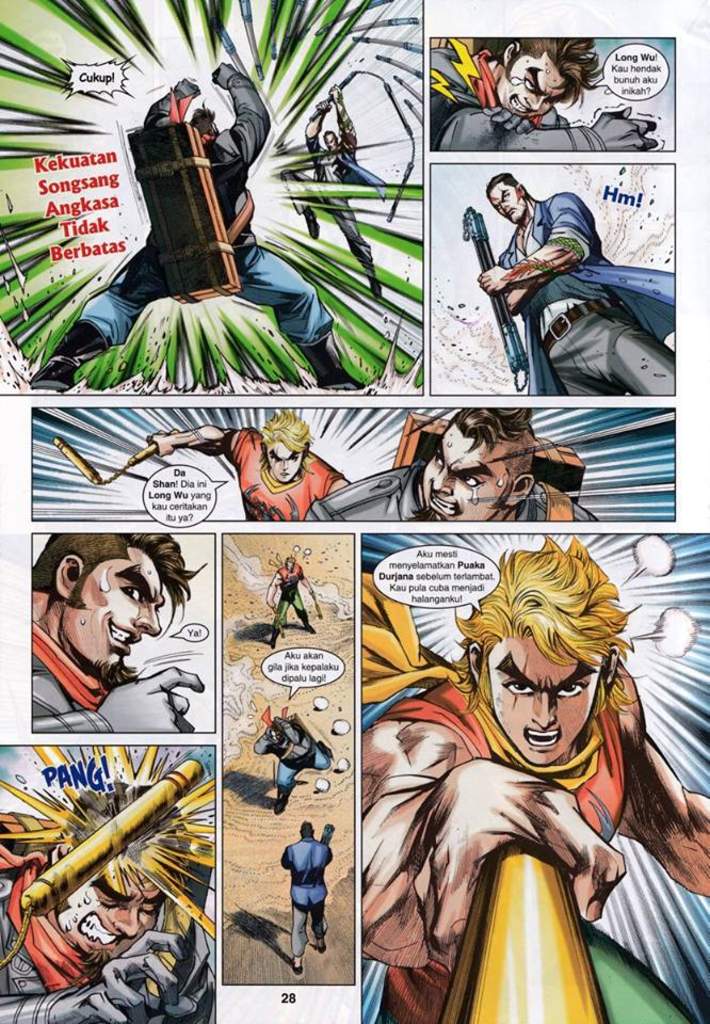 Cukup!
Kekuatan
Songsang
Angkasa
Tidak
Berbatas
Long Wu!
Kau hendak
bunuh aku
inikah?
Hm!
Da
Shan! Dia ini
Long Wu yang
kau ceritakan
itu ya?
Ya!
PANG!
Aku akan
gila jika kepalaku
dipalu lagi!
Aku mesti
menyelamatkan Puaka
Durjana sebelum terlambat.
Kau pula cuba menjadi
halanganku!
28